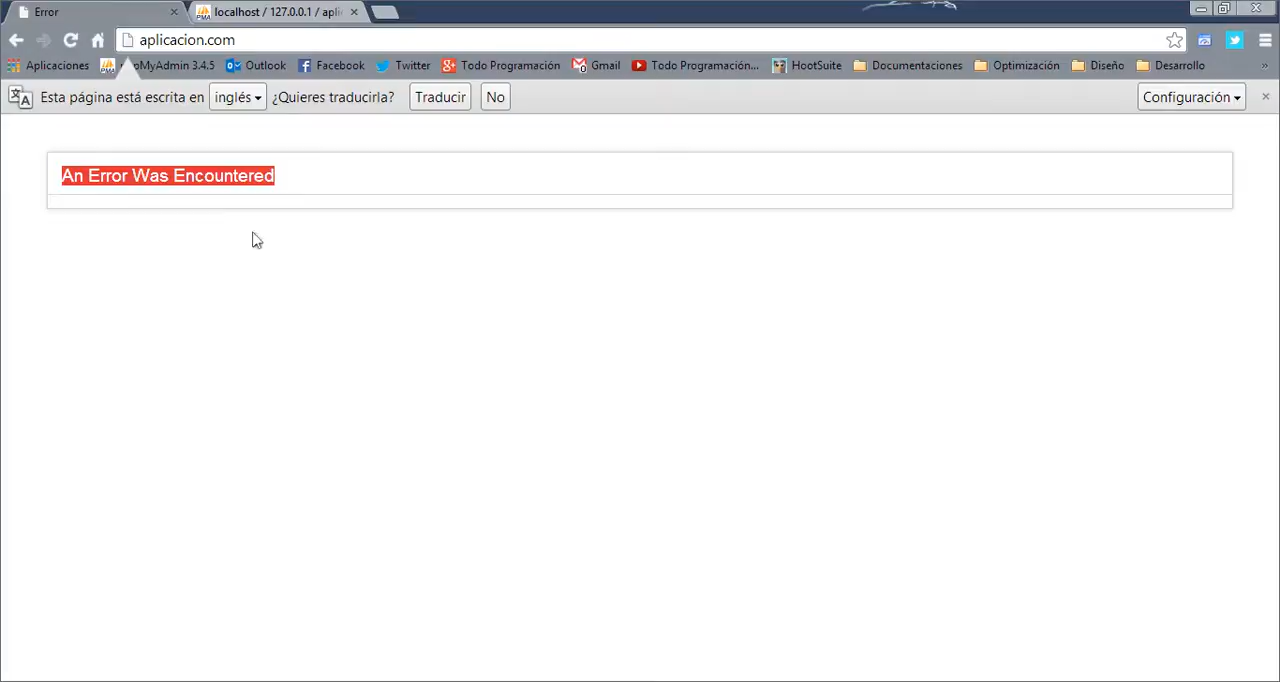 Error
localhost / 127.0.0.1 / apli
aplicacion.com
Aplicaciones MyAdmin 3.4.5 Outlook Facebook Twitter Todo Programación Gmail Todo Programación... HootSuite Documentaciones Optimización Diseño Desarrollo »
Esta página está escrita en inglés ¿Quieres traducirla? Traducir No Configuración
An Error Was Encountered